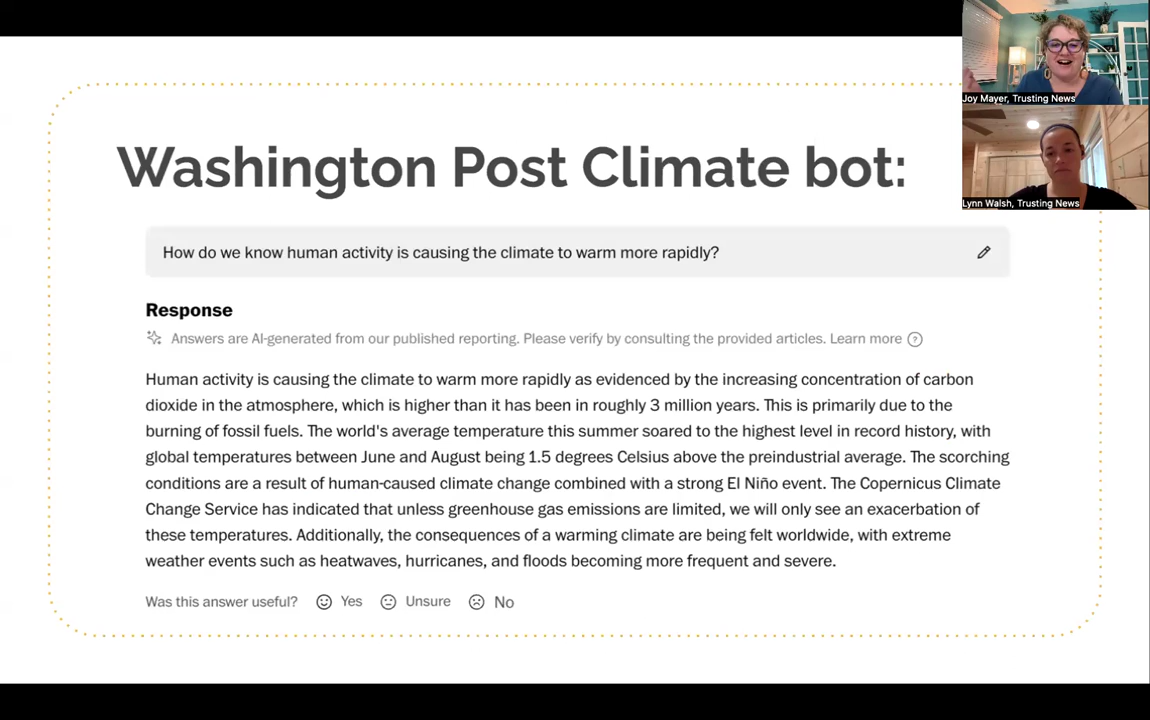 Joy Mayer, Trusting News
Lynn Walsh, Trusting News
Washington Post Climate bot:
How do we know human activity is causing the climate to warm more rapidly?
Response
Answers are AI-generated from our published reporting. Please verify by consulting the provided articles. Learn more ?
Human activity is causing the climate to warm more rapidly as evidenced by the increasing concentration of carbon
dioxide in the atmosphere, which is higher than it has been in roughly 3 million years. This is primarily due to the
burning of fossil fuels. The world's average temperature this summer soared to the highest level in record history, with
global temperatures between June and August being 1.5 degrees Celsius above the preindustrial average. The scorching
conditions are a result of human-caused climate change combined with a strong El Niño event. The Copernicus Climate
Change Service has indicated that unless greenhouse gas emissions are limited, we will only see an exacerbation of
these temperatures. Additionally, the consequences of a warming climate are being felt worldwide, with extreme
weather events such as heatwaves, hurricanes, and floods becoming more frequent and severe.
Was this answer useful? Yes Unsure No